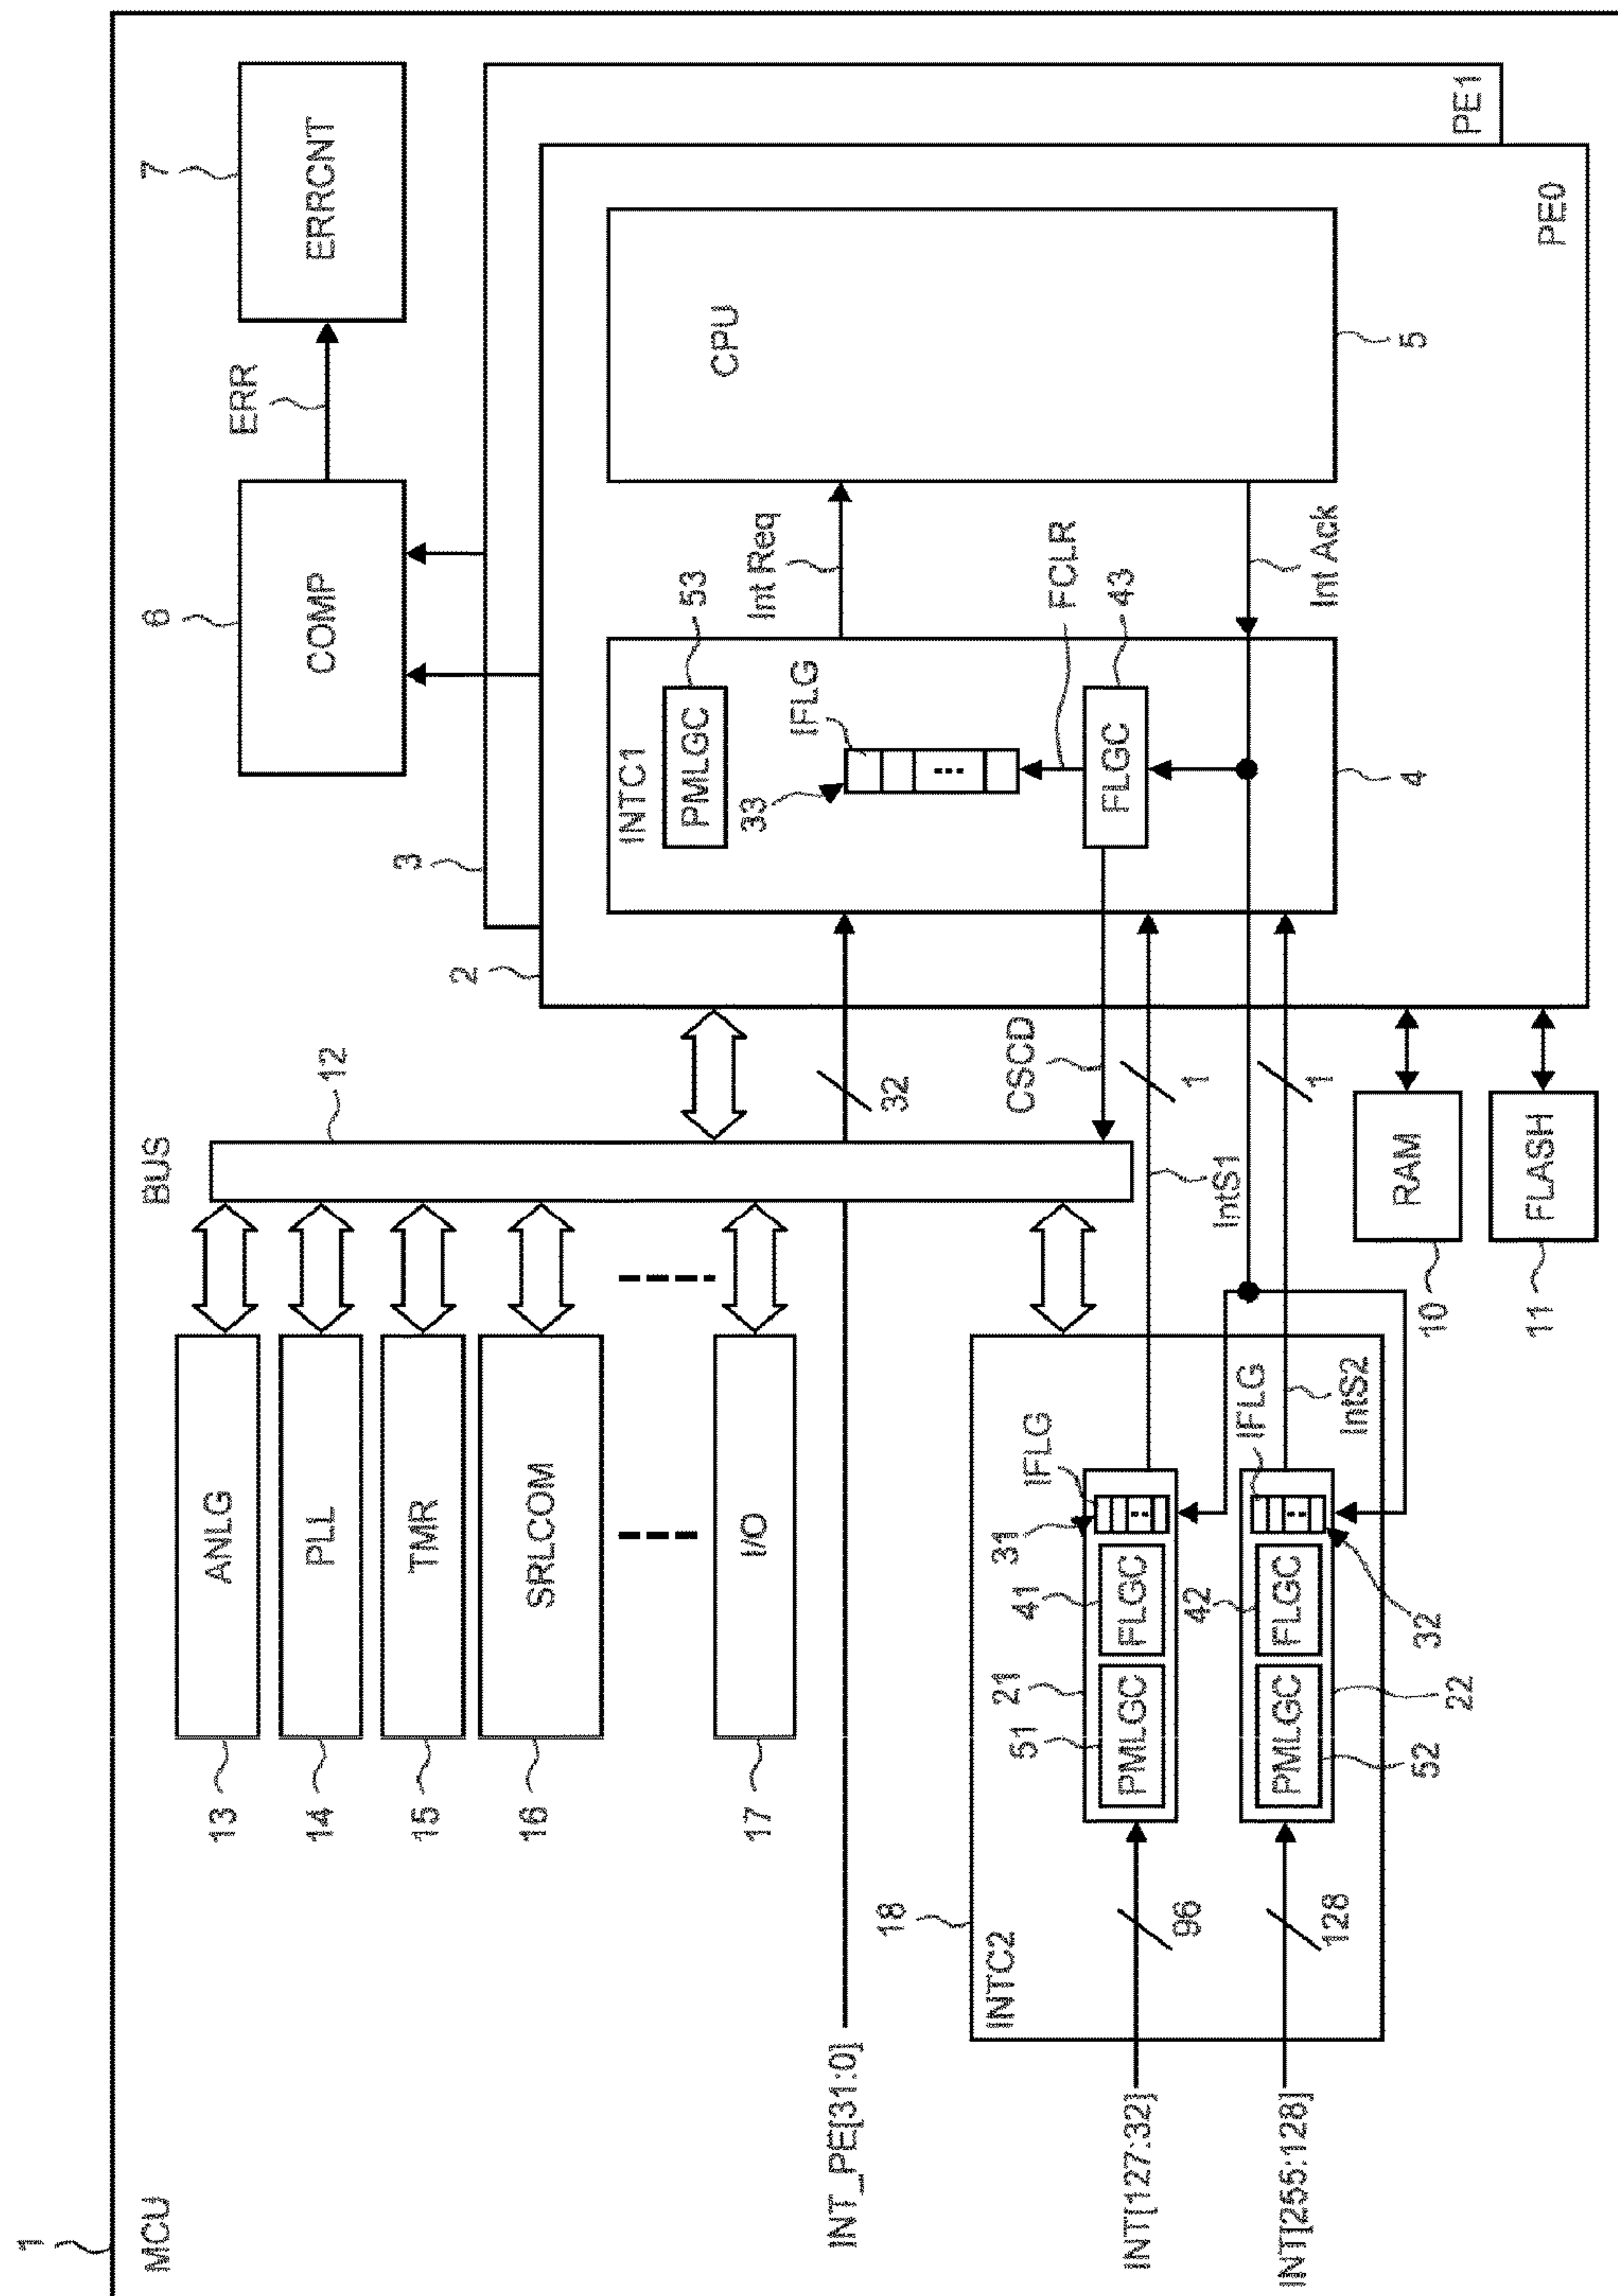 1
MCU
BUS
12
13
ANLG
14
PLL
15
TMR
16
SRLCOM
17
I/O
6
COMP
ERR
7
ERRCNT
3
PE1
2
PE0
INTC1
PMLGC
53
33
IFLG
Int Req
CPU
FCLR
FLGC
43
Int Ack
4
5
INT_PE[31:0]
32
CSCD
1
IntS1
1
18
INTC2
INT[127:32]
96
51
21
41
31
IFLG
PMLGC
FLGC
INT[255:128]
128
42
IFLG
PMLGC
FLGC
52
22
32
IntS2
10
RAM
11
FLASH